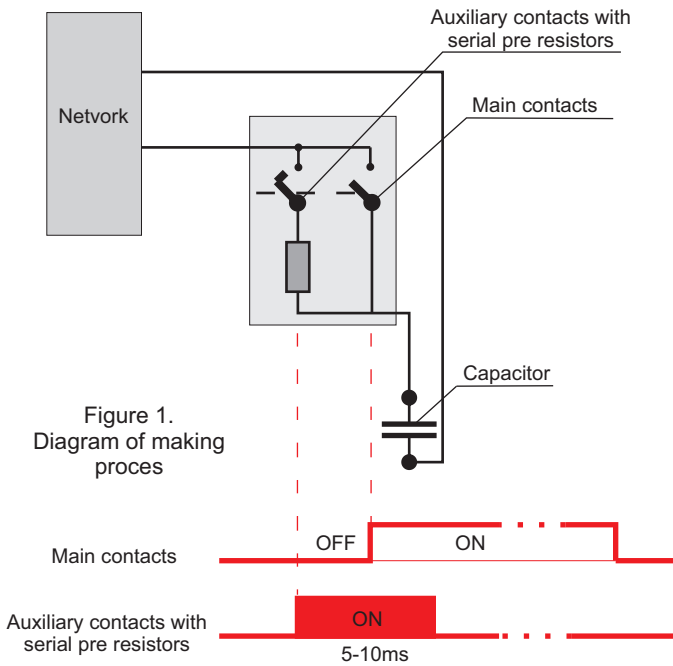 Auxiliary contacts with
serial pre resistors
Netvork
Main contacts
Capacitor
Figure 1.
Diagram of making
proces
Main contacts
OFF
ON
Auxiliary contacts with
serial pre resistors
ON
5-10ms